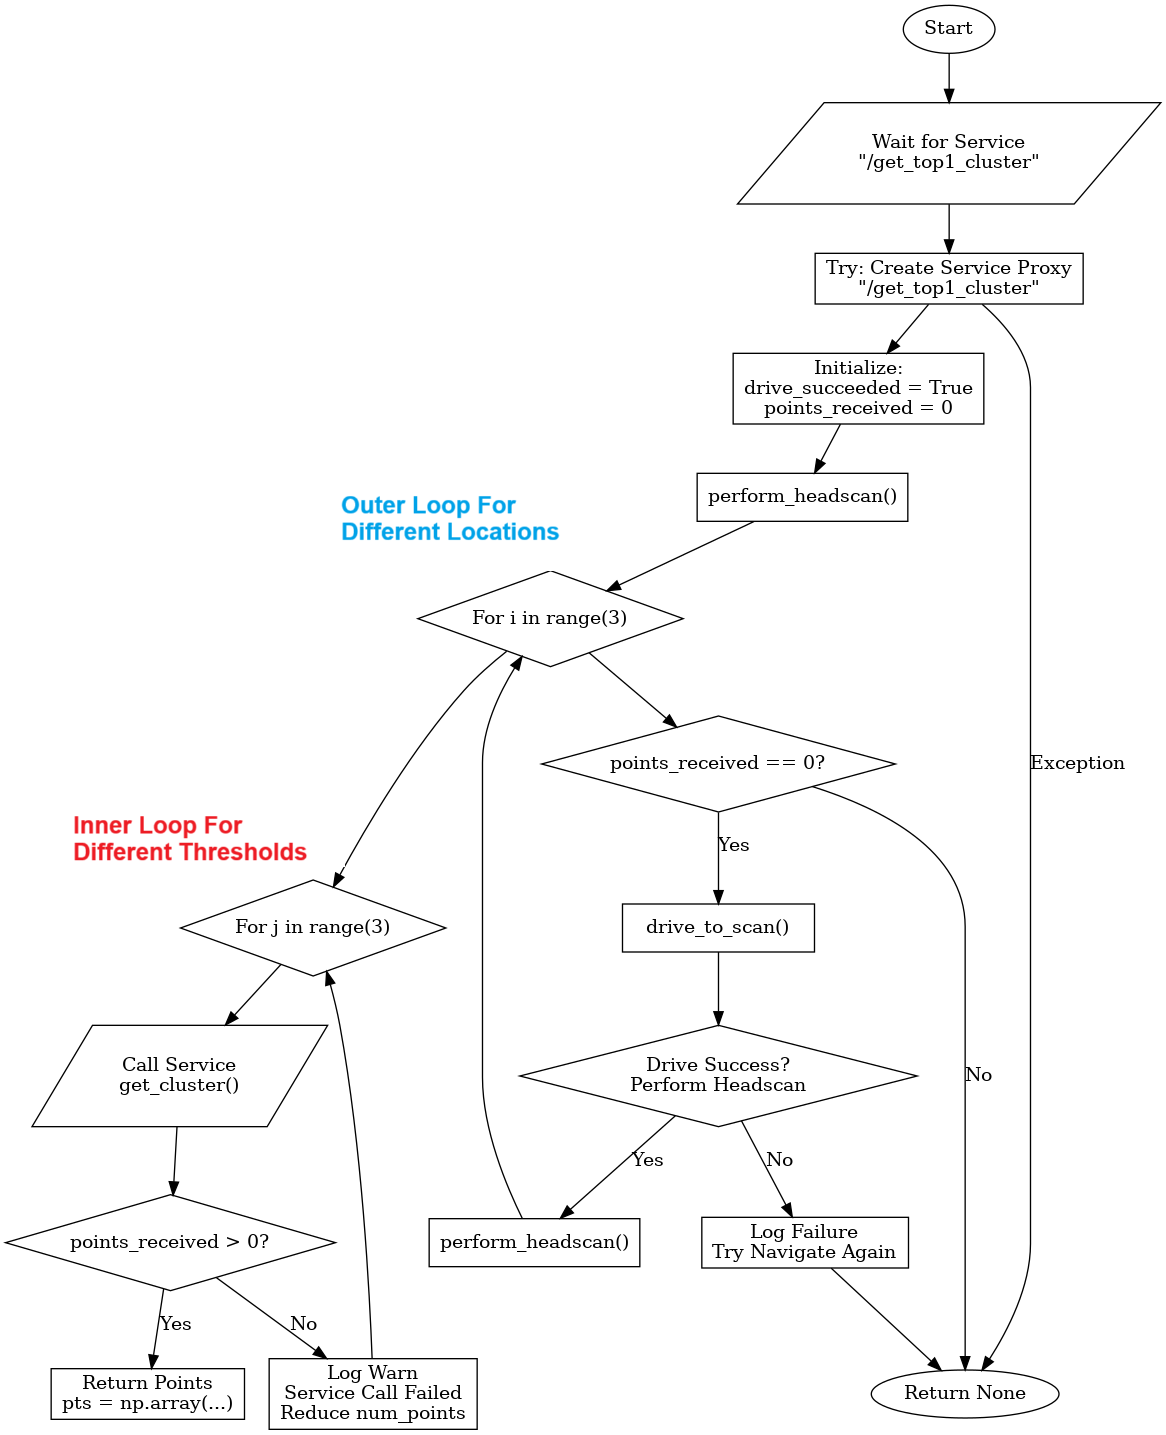 Start
Wait for Service
"/get_top1_cluster"
Try: Create Service Proxy
"/get_top1_cluster"
Initialize:
drive_succeeded = True
points_received = 0
perform_headscan()
Outer Loop For
Different Locations
For i in range(3)
points_received == 0?
Exception
Inner Loop For
Different Thresholds
Yes
For j in range(3)
drive_to_scan()
Call Service
get_cluster()
Drive Success?
Perform Headscan
No
Yes
No
points_received > 0?
perform_headscan()
Log Failure
Try Navigate Again
Yes
No
Return Points
pts = np.array(...)
Log Warn
Service Call Failed
Reduce num_points
Return None